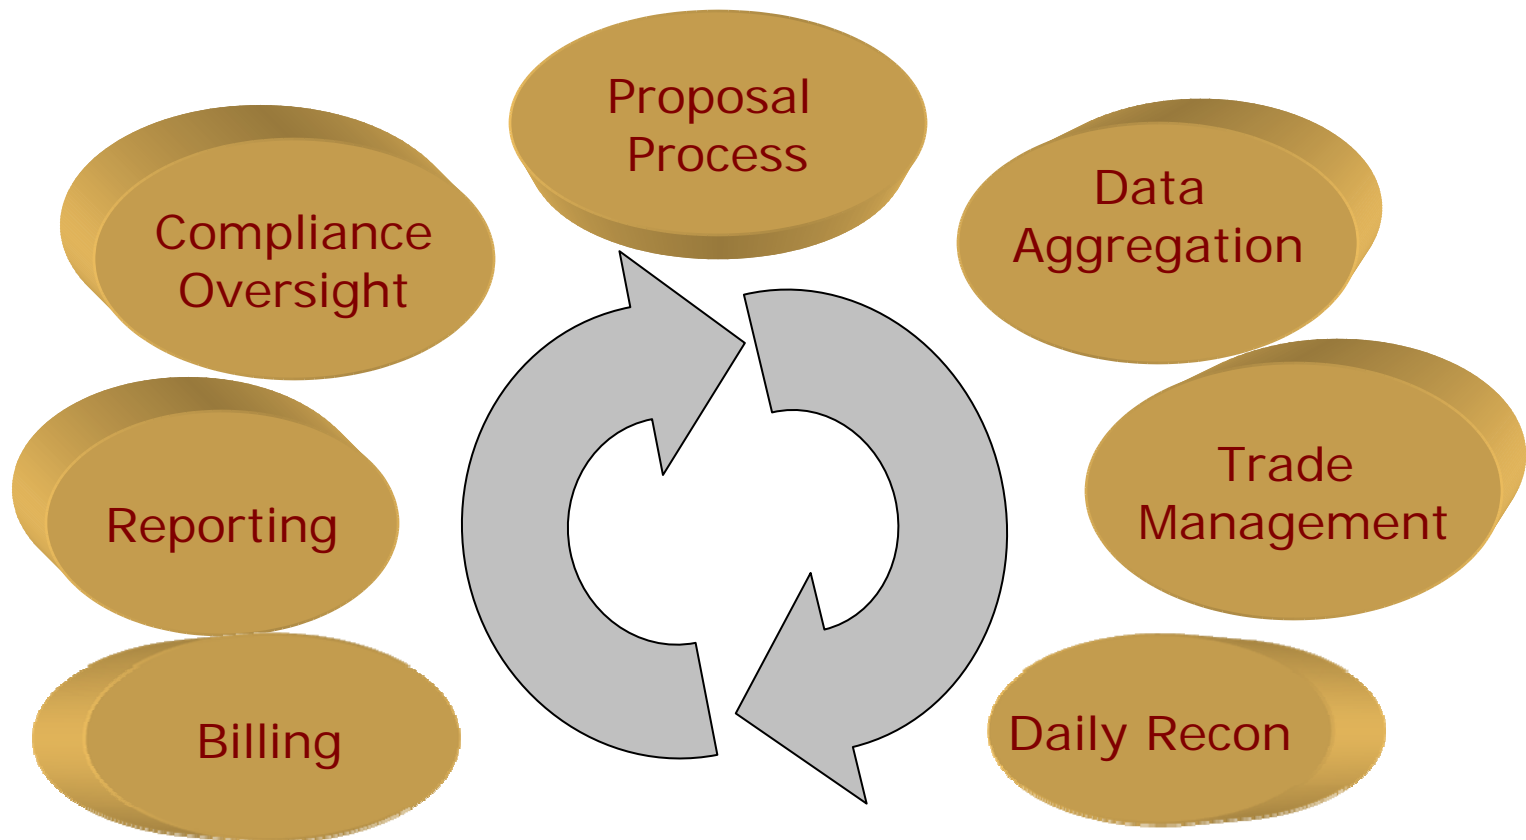 Proposal
Process
Data
Aggregation
Trade
Management
Daily Recon
Billing
Reporting
Compliance
Oversight